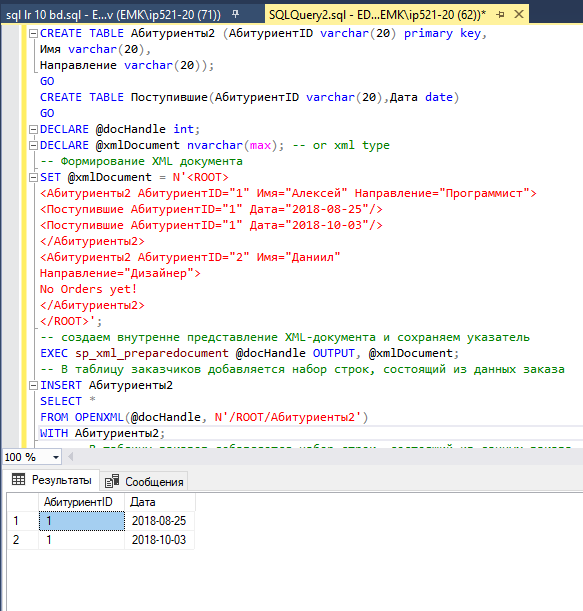 sql lr 10 bd.sql - E...v (EMK\ip521-20 (71)) SQLQuery2.sql - ED...EMK\ip521-20 (62))*
CREATE TABLE Абитуриенты2 (АбитуриентID varchar(20) primary key,
Имя varchar(20),
Направление varchar(20));
GO
CREATE TABLE Поступившие(АбитуриентID varchar(20),Дата date)
GO
DECLARE @docHandle int;
DECLARE @xmlDocument nvarchar(max); -- or xml type
-- Формирование XML документа
SET @xmlDocument = N'<ROOT>
<Абитуриенты2 АбитуриентID="1" Имя="Алексей" Направление="Программист">
<Поступившие АбитуриентID="1" Дата="2018-08-25"/>
<Поступившие АбитуриентID="1" Дата="2018-10-03"/>
</Абитуриенты2>
<Абитуриенты2 АбитуриентID="2" Имя="Даниил"
Направление="Дизайнер">
No Orders yet!
</Абитуриенты2>
</ROOT>';
-- создаем внутренне представление XML-документа и сохраняем указатель
EXEC sp_xml_preparedocument @docHandle OUTPUT, @xmlDocument;
-- В таблицу заказчиков добавляется набор строк, состоящий из данных заказа
INSERT Абитуриенты2
SELECT *
FROM OPENXML(@docHandle, N'/ROOT/Абитуриенты2')
WITH Абитуриенты2;
100 %
Результаты Сообщения
АбитуриентID Дата
1 1 2018-08-25
2 1 2018-10-03